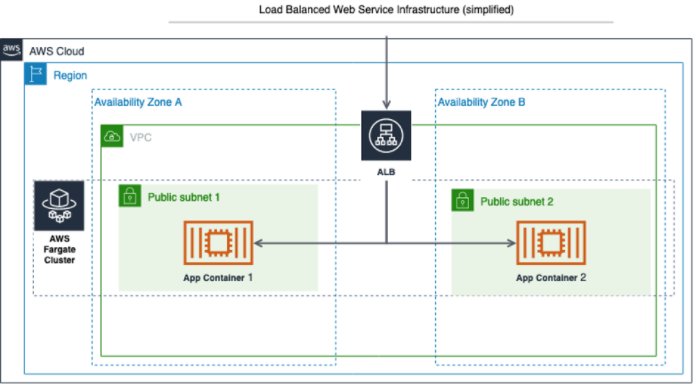 Load Balanced Web Service Infrastructure (simplified)
aws
AWS Cloud
Region
Availability Zone A
Availability Zone B
VPC
ALB
Public subnet 1
Public subnet 2
AWS
Fargate
Cluster
App Container 1
App Container 2